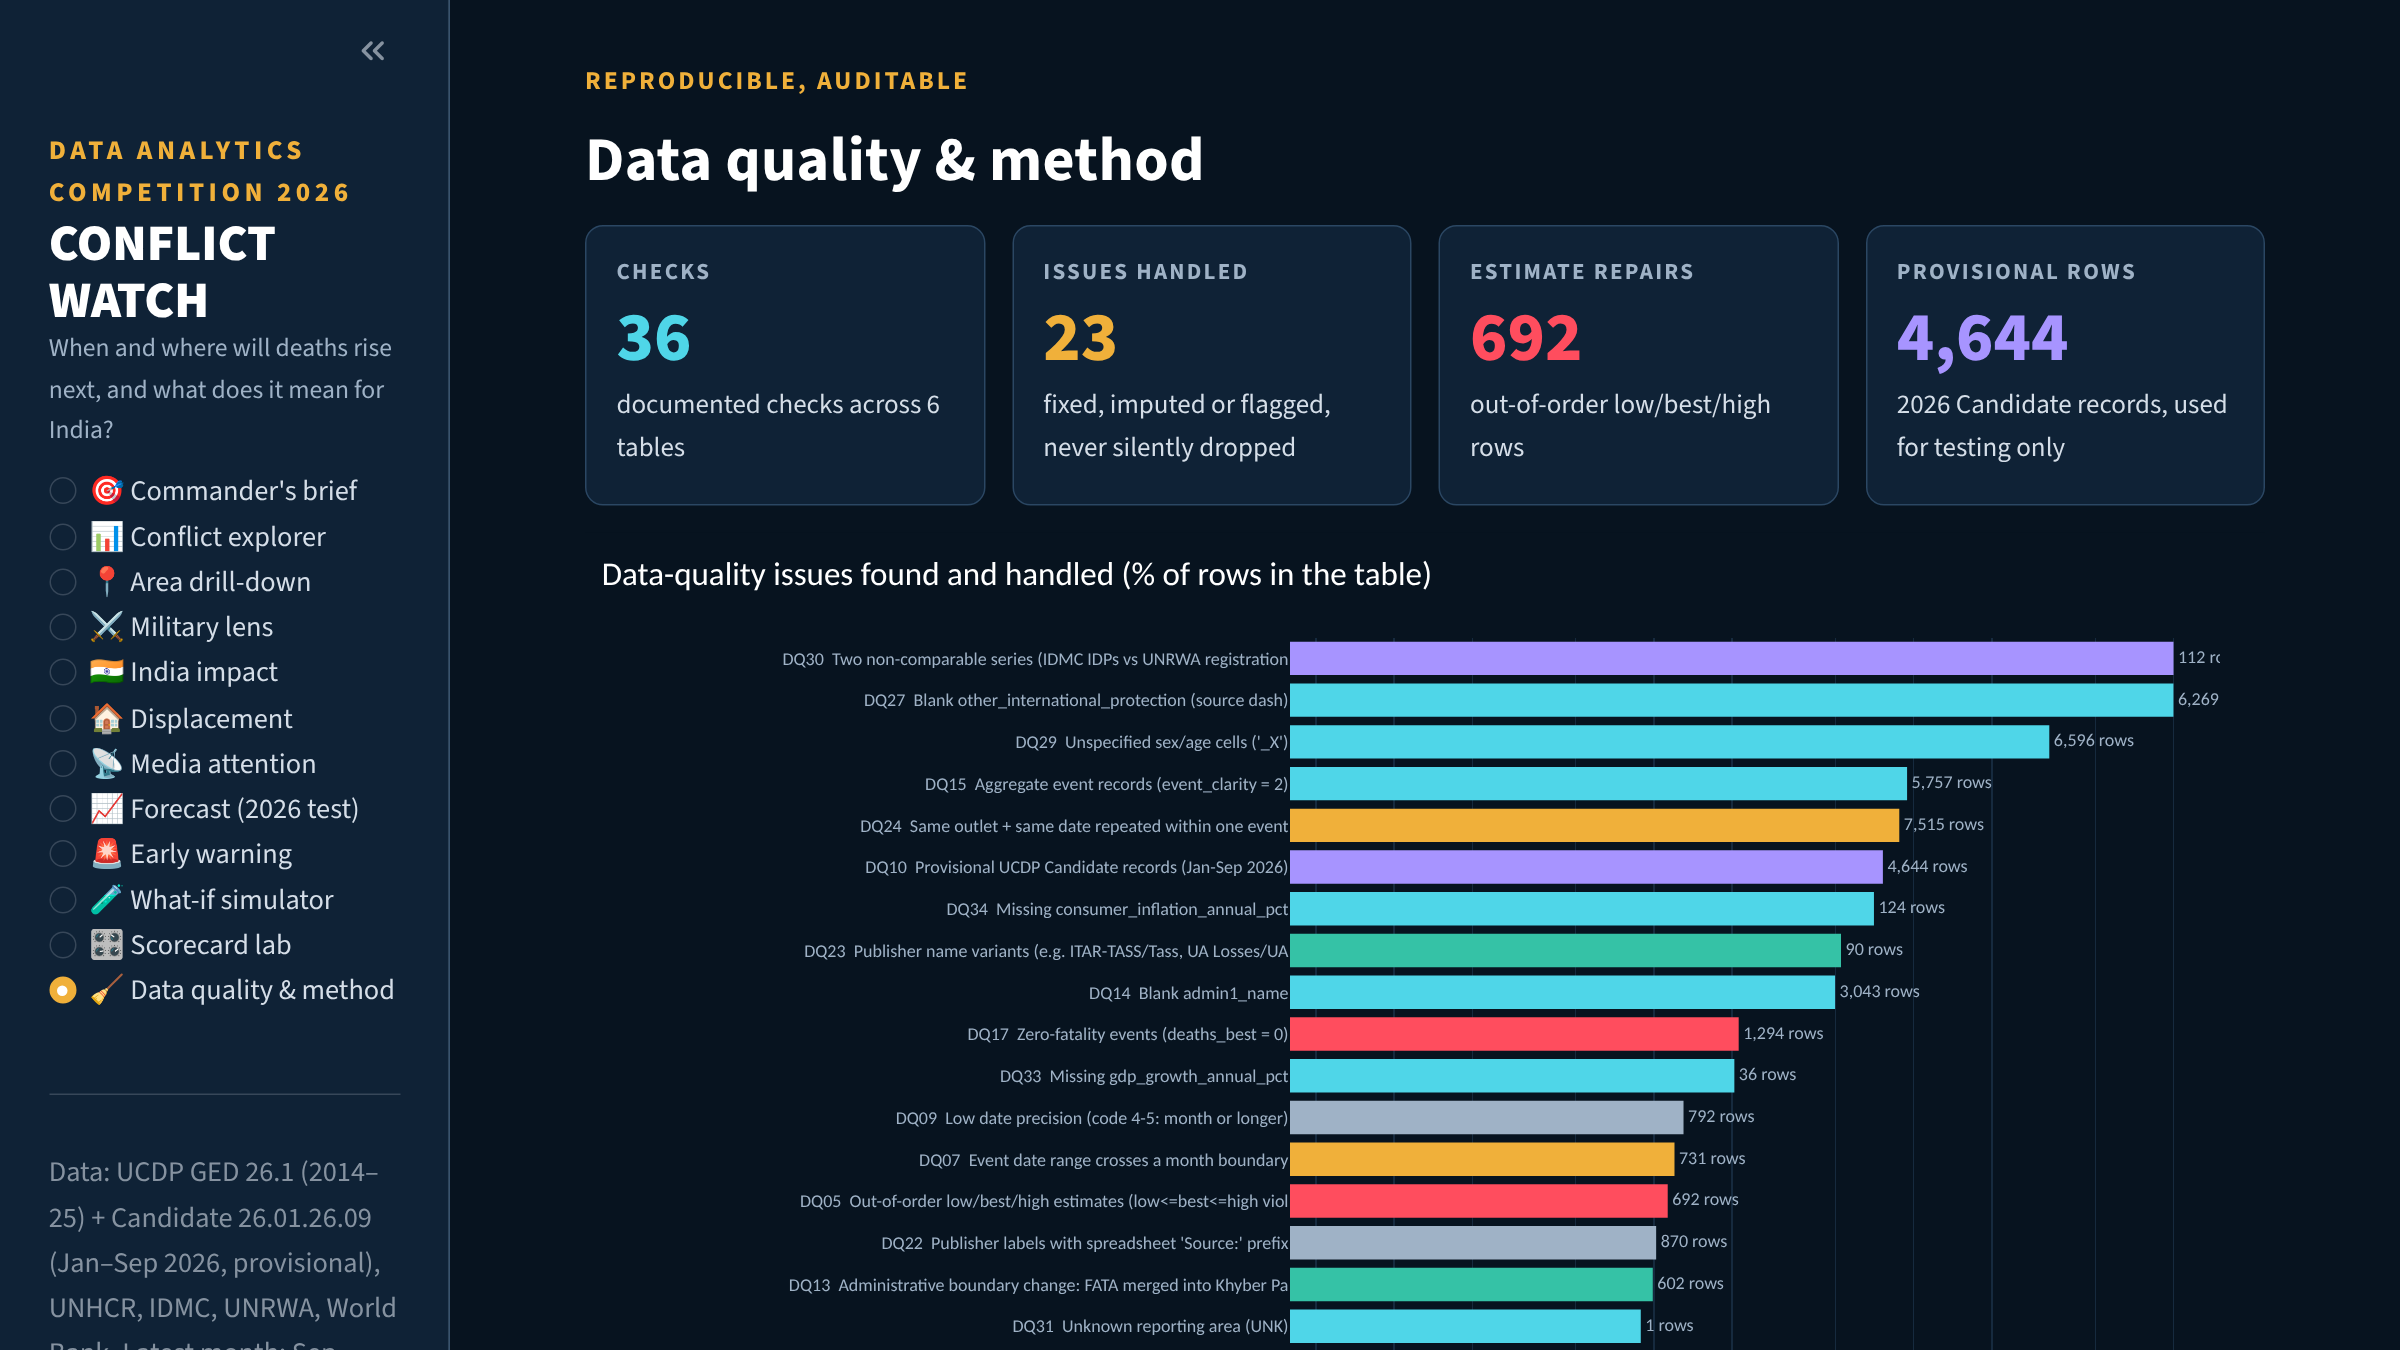 DATA ANALYTICS
COMPETITION 2026
CONFLICT
WATCH
When and where will deaths rise
next, and what does it mean for
India?
Commander's brief
Conflict explorer
Area drill-down
Military lens
India impact
Displacement
Media attention
Forecast (2026 test)
Early warning
What-if simulator
Scorecard lab
Data quality & method
Data: UCDP GED 26.1 (2014–
25) + Candidate 26.01.26.09
(Jan–Sep 2026, provisional),
UNHCR, IDMC, UNRWA, World
Bank. Latest month: Sep
REPRODUCIBLE, AUDITABLE
Data quality & method
CHECKS
36
documented checks across 6
tables
ISSUES HANDLED
23
fixed, imputed or flagged,
never silently dropped
ESTIMATE REPAIRS
692
out-of-order low/best/high
rows
PROVISIONAL ROWS
4,644
2026 Candidate records, used
for testing only
Data-quality issues found and handled (% of rows in the table)
DQ30 Two non-comparable series (IDMC IDPs vs UNRWA registration 112 ro
DQ27 Blank other_international_protection (source dash) 6,269
DQ29 Unspecified sex/age cells ('_X') 6,596 rows
DQ15 Aggregate event records (event_clarity = 2) 5,757 rows
DQ24 Same outlet + same date repeated within one event 7,515 rows
DQ10 Provisional UCDP Candidate records (Jan-Sep 2026) 4,644 rows
DQ34 Missing consumer_inflation_annual_pct 124 rows
DQ23 Publisher name variants (e.g. ITAR-TASS/Tass, UA Losses/UA 90 rows
DQ14 Blank admin1_name 3,043 rows
DQ17 Zero-fatality events (deaths_best = 0) 1,294 rows
DQ33 Missing gdp_growth_annual_pct 36 rows
DQ09 Low date precision (code 4-5: month or longer) 792 rows
DQ07 Event date range crosses a month boundary 731 rows
DQ05 Out-of-order low/best/high estimates (low<=best<=high viol 692 rows
DQ22 Publisher labels with spreadsheet 'Source:' prefix 870 rows
DQ13 Administrative boundary change: FATA merged into Khyber Pa 602 rows
DQ31 Unknown reporting area (UNK) 1 rows